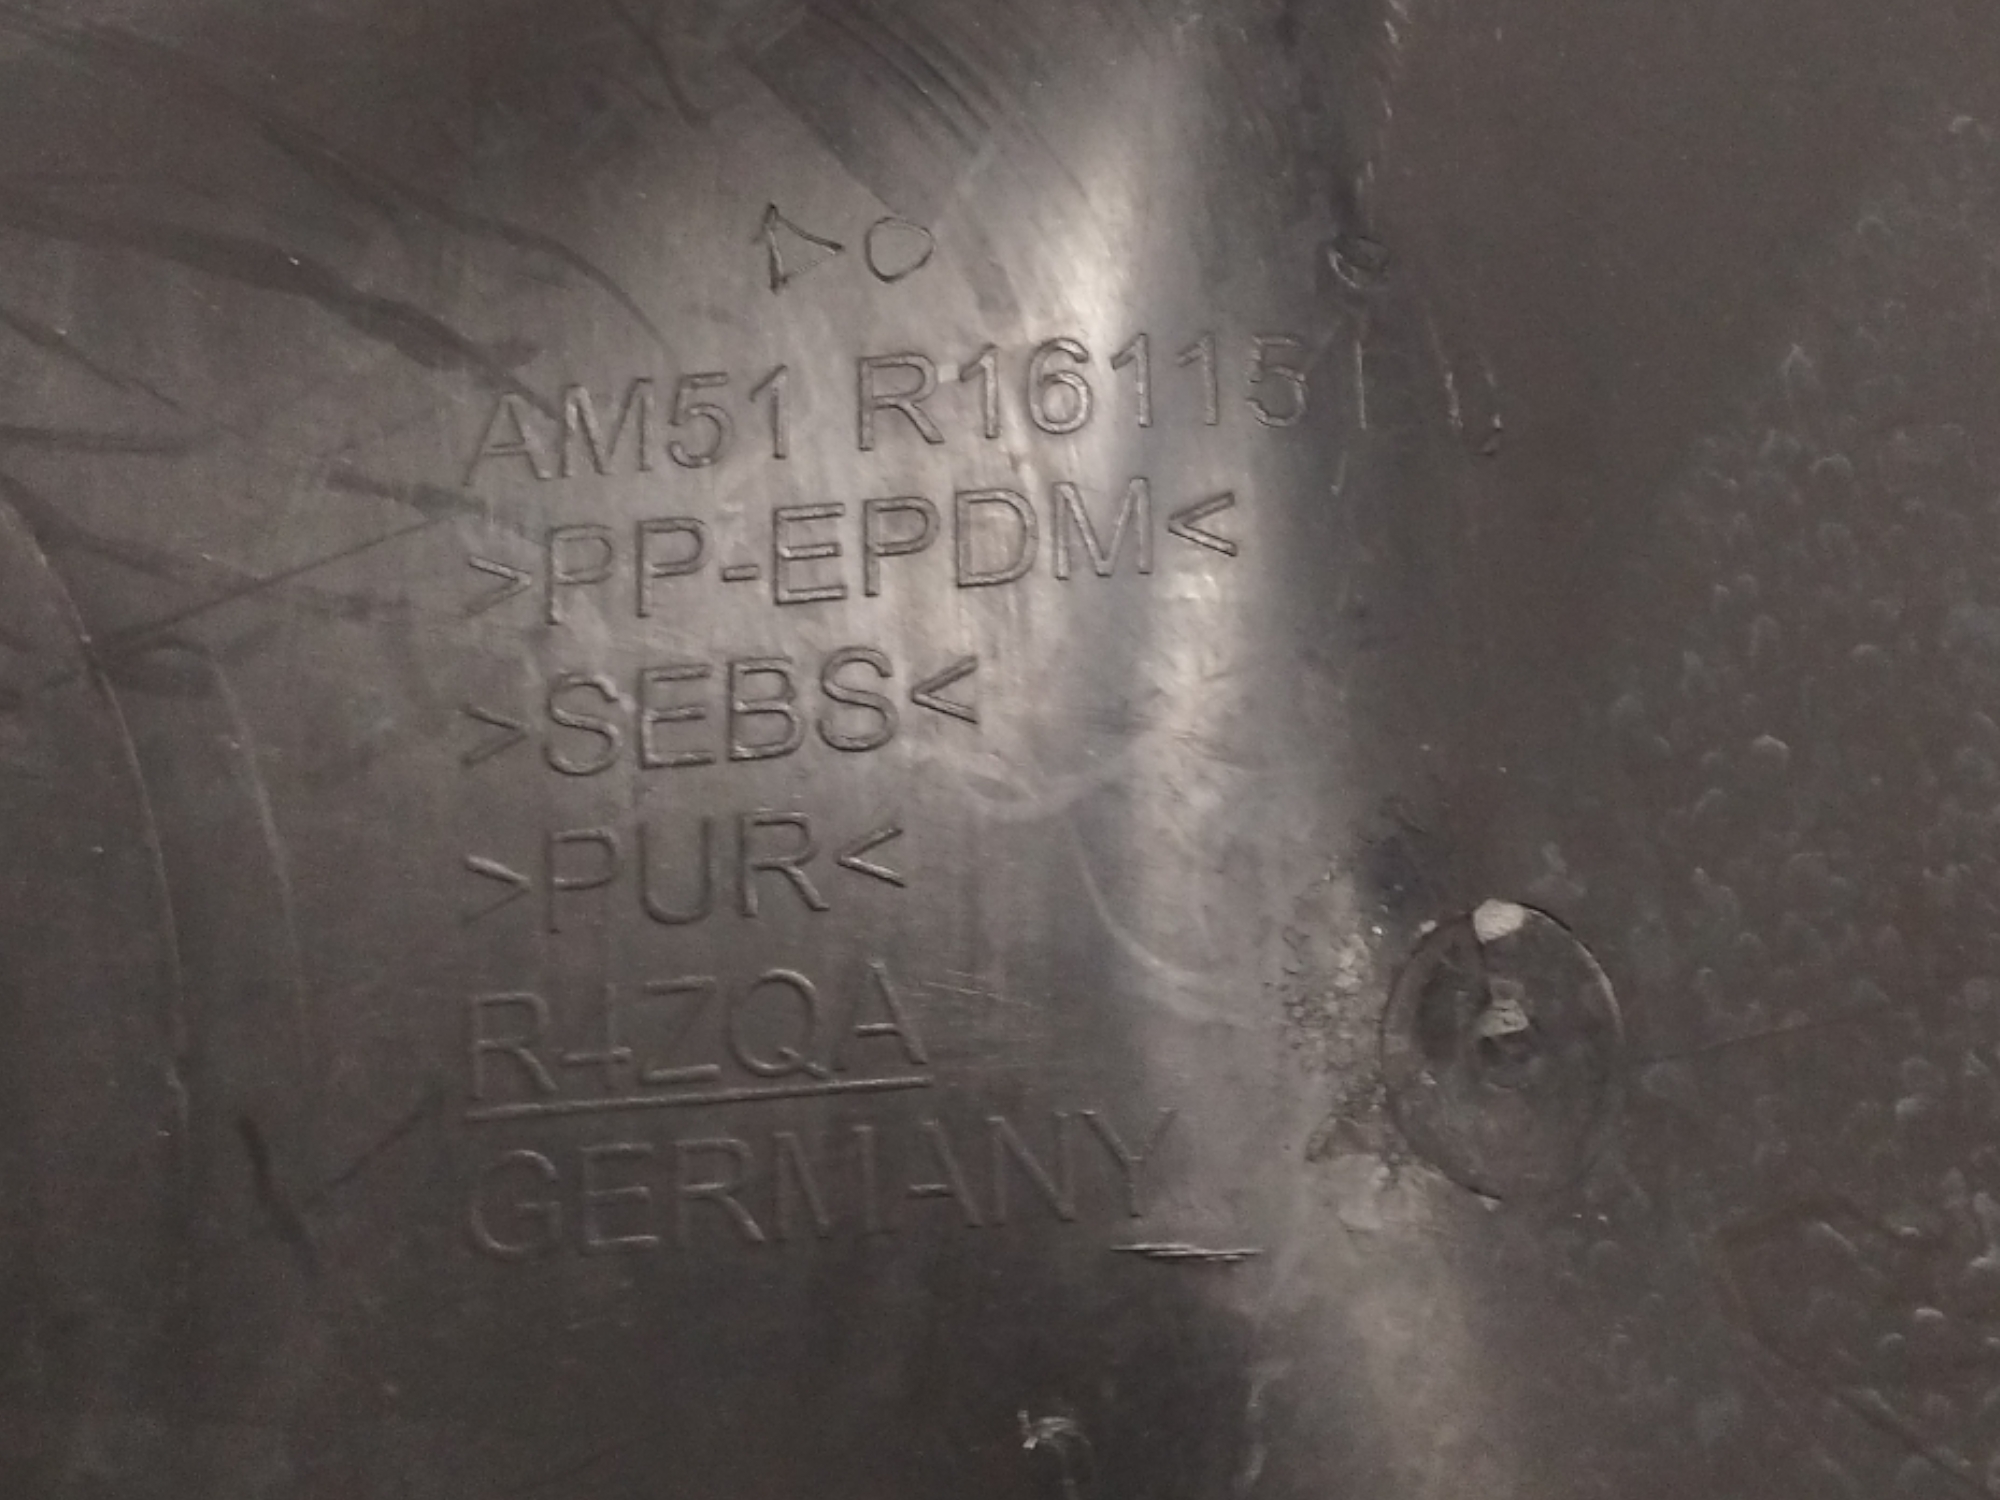 AM51 R16115
>PP-EPDM<
>SEBS<
>PUR<
R4ZQA
GERMANY